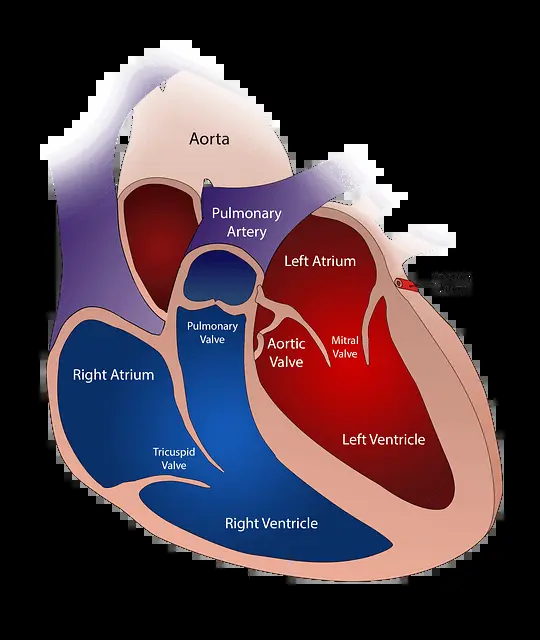 Aorta
Pulmonary
Artery
Left Atrium
Pulmonary
Valve
Aortic
Valve
Mitral
Valve
Right Atrium
Left Ventricle
Tricuspid
Valve
Right Ventricle